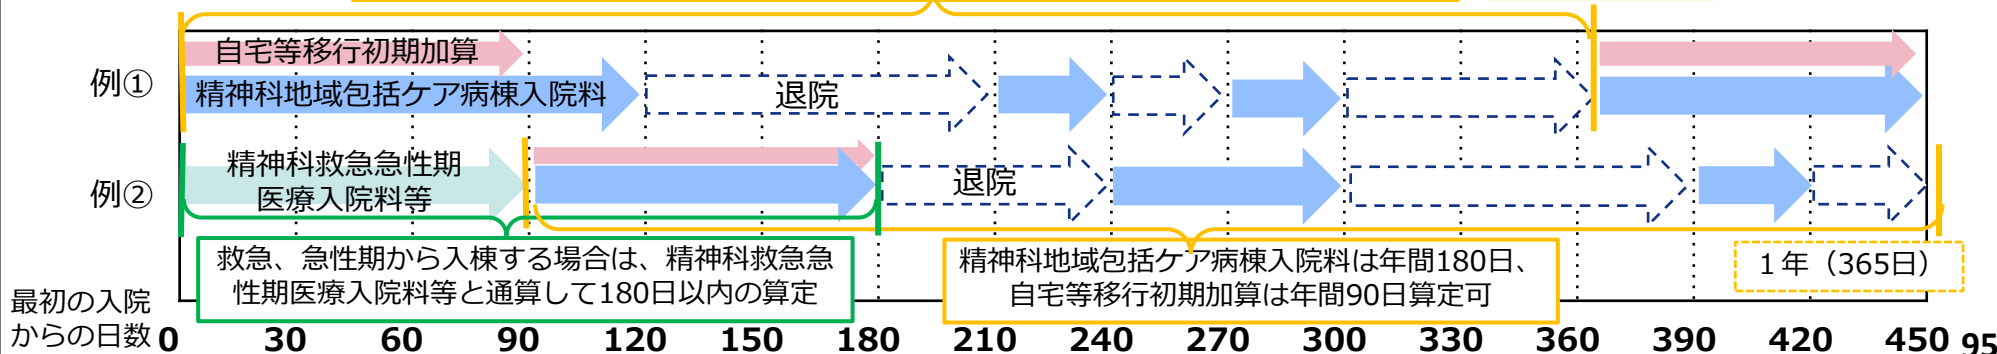 自宅等移行初期加算
例①
精神科地域包括ケア病棟入院料
退院
精神科救急急性期
医療入院料等
例②
退院
救急、急性期から入棟する場合は、精神科救急急
性期医療入院料等と通算して180日以内の算定
精神科地域包括ケア病棟入院料は年間180日、
自宅等移行初期加算は年間90日算定可
1年（365日）
最初の入院
からの日数
0 30 60 90 120 150 180 210 240 270 300 330 360 390 420 450
95